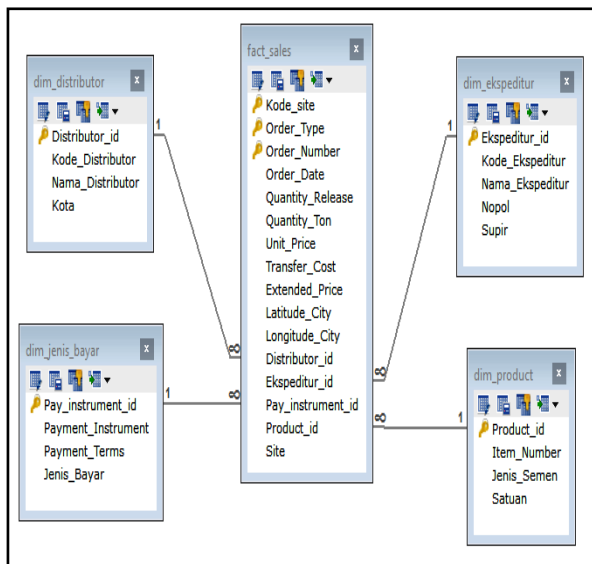 dim_distributor
x
Distributor_id
Kode_Distributor
Nama_Distributor
Kota
fact_sales
x
Kode_site
Order_Type
Order_Number
Order_Date
Quantity_Release
Quantity_Ton
Unit_Price
Transfer_Cost
Extended_Price
Latitude_City
Longitude_City
Distributor_id
Ekspeditur_id
Pay_instrument_id
Product_id
Site
dim_ekspeditur
x
Ekspeditur_id
Kode_Ekspeditur
Nama_Ekspeditur
Nopol
Supir
dim_jenis_bayar
x
Pay_instrument_id
Payment_Instrument
Payment_Terms
Jenis_Bayar
dim_product
x
Product_id
Item_Number
Jenis_Semen
Satuan
1
∞
1
∞
1
∞
1
∞